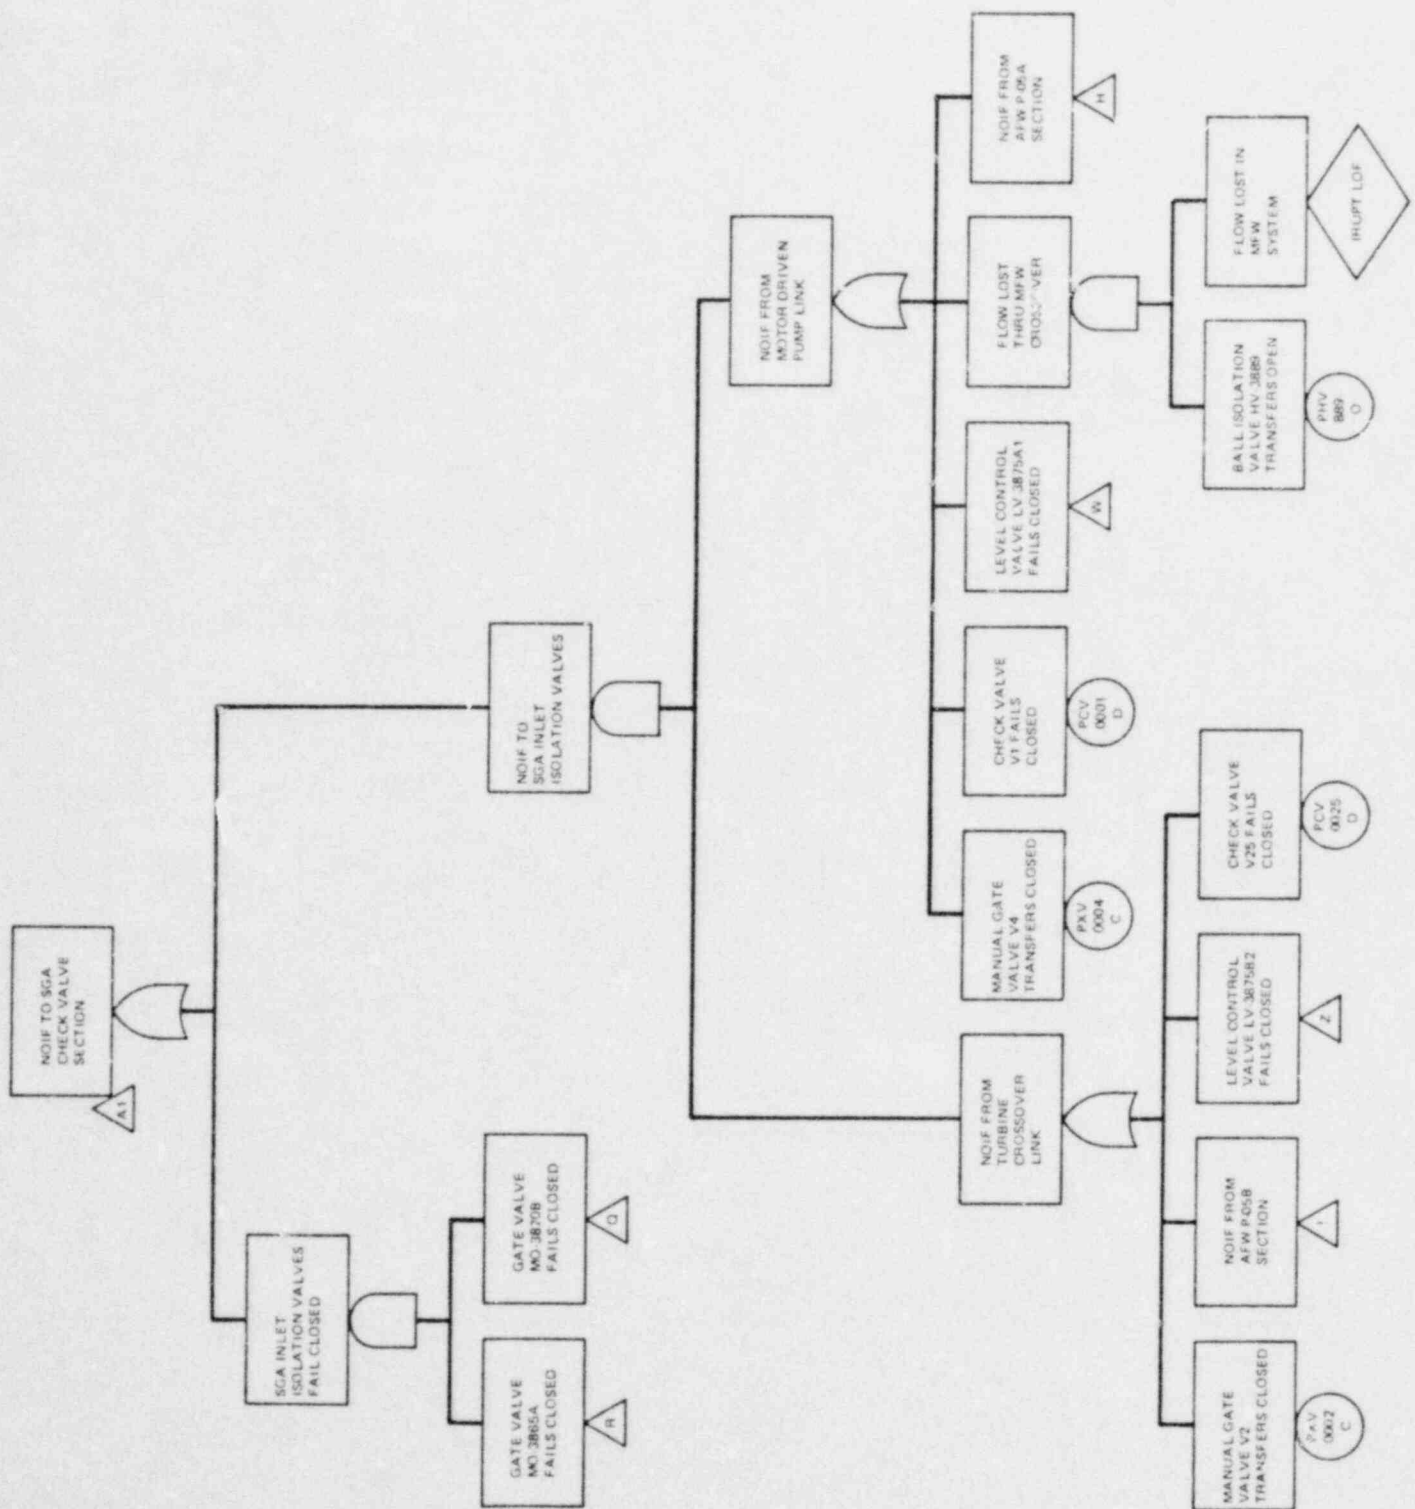 NOIF TO SGA
CHECK VALVE
SECTION
A1
SGA INLET
ISOLATION VALVES
FAIL CLOSED
GATE VALVE
MO 3865A
FAILS CLOSED
R
GATE VALVE
MO 3870B
FAILS CLOSED
Q
NOIF TO
SGA INLET
ISOLATION VALVES
NOIF FROM
MOTOR DRIVEN
PUMP LINK
NOIF FROM
TURBINE
CROSSOVER
LINK
MANUAL GATE
VALVE V4
TRANSFERS CLOSED
PXV
0004
C
CHECK VALVE
V1 FAILS
CLOSED
PCV
0001
D
LEVEL CONTROL
VALVE LV 3875A1
FAILS CLOSED
W
FLOW LOST
THRU MFW
CROSSOVER
NOIF FROM
AFW P-05A
SECTION
H
MANUAL GATE
VALVE V2
TRANSFERS CLOSED
0002
C
NOIF FROM
AFW P-05B
SECTION
LEVEL CONTROL
VALVE LV 3875B2
FAILS CLOSED
Z
CHECK VALVE
V25 FAILS
CLOSED
PCV
0025
D
BALL ISOLATION
VALVE HV-3889
TRANSFERS OPEN
PHV
889
O
FLOW LOST IN
MFW
SYSTEM
IRUPT LOF